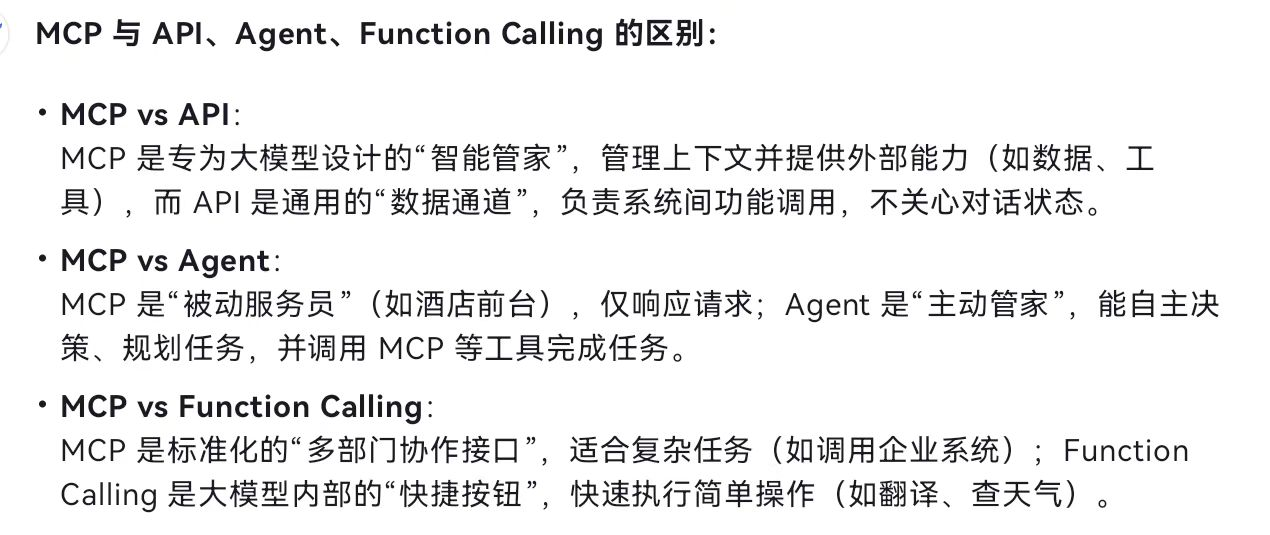 MCP 与 API、Agent、Function Calling 的区别:
• MCP vs API:
MCP 是专为大模型设计的“智能管家”，管理上下文并提供外部能力（如数据、工
具），而 API 是通用的“数据通道”，负责系统间功能调用，不关心对话状态。
• MCP vs Agent:
MCP 是“被动服务员”（如酒店前台），仅响应请求；Agent 是“主动管家”，能自主决
策、规划任务，并调用 MCP 等工具完成任务。
• MCP vs Function Calling:
MCP 是标准化的“多部门协作接口”，适合复杂任务（如调用企业系统）；Function
Calling 是大模型内部的“快捷按钮”，快速执行简单操作（如翻译、查天气）。